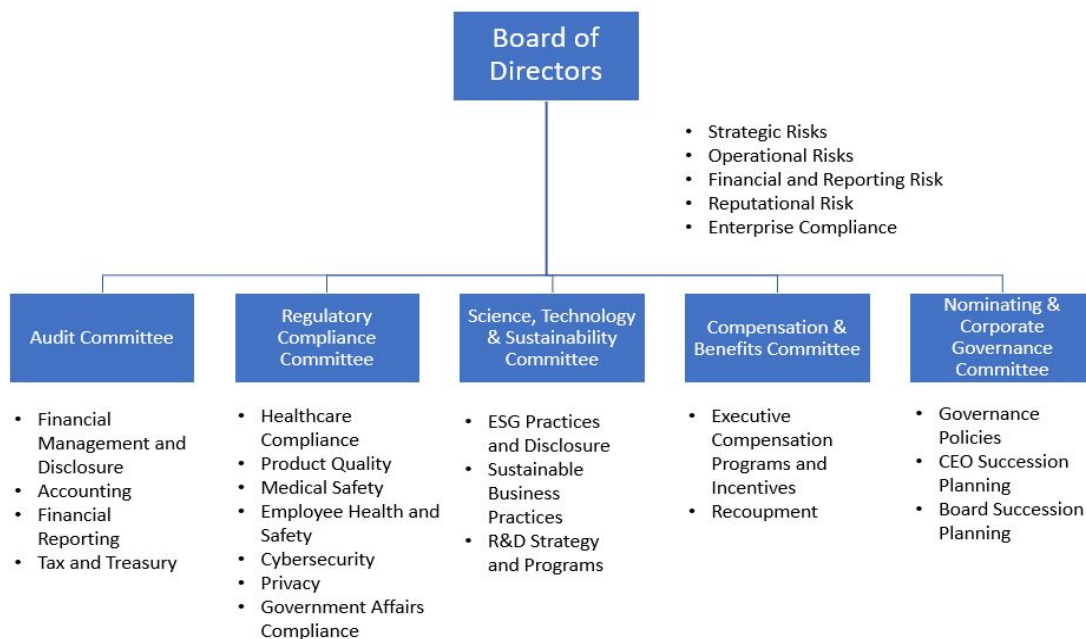 Board of
Directors
• Strategic Risks
• Operational Risks
• Financial and Reporting Risk
• Reputational Risk
• Enterprise Compliance
Audit Committee
• Financial
Management and
Disclosure
• Accounting
• Financial
Reporting
• Tax and Treasury
Regulatory
Compliance
Committee
• Healthcare
Compliance
• Product Quality
• Medical Safety
• Employee Health and
Safety
• Cybersecurity
• Privacy
• Government Affairs
Compliance
Science, Technology
& Sustainability
Committee
• ESG Practices
and Disclosure
• Sustainable
Business
Practices
• R&D Strategy
and Programs
Compensation &
Benefits Committee
• Executive
Compensation
Programs and
Incentives
• Recoupment
Nominating &
Corporate
Governance
Committee
• Governance
Policies
• CEO Succession
Planning
• Board Succession
Planning